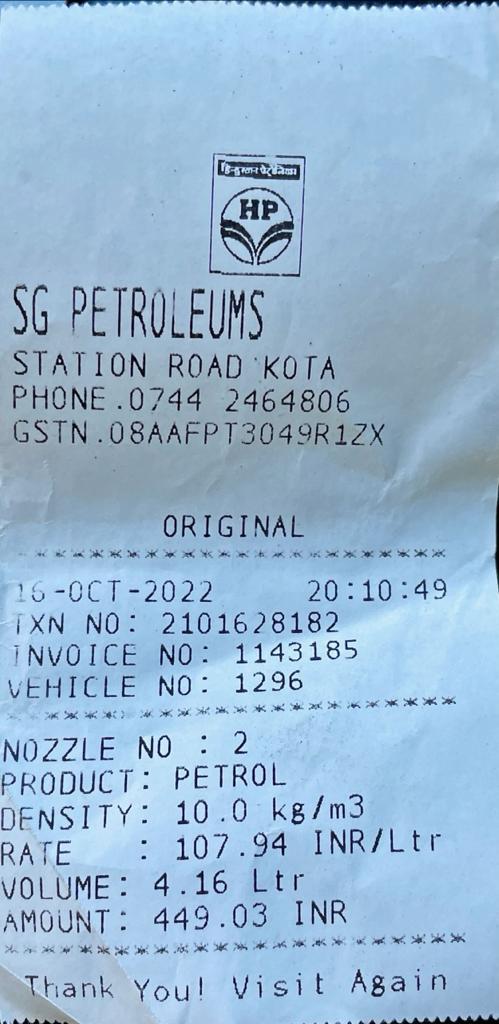 हिन्दुस्तान पेट्रोलियम
HP
SG PETROLEUMS
STATION ROAD KOTA
PHONE.0744 2464806
GSTN.08AAFPT3049R1ZX
ORIGINAL
16-OCT-2022 20:10:49
TXN NO: 2101628182
INVOICE NO: 1143185
VEHICLE NO: 1296
NOZZLE NO : 2
PRODUCT: PETROL
DENSITY: 10.0 kg/m3
RATE : 107.94 INR/Ltr
VOLUME: 4.16 Ltr
AMOUNT: 449.03 INR
Thank You! Visit Again